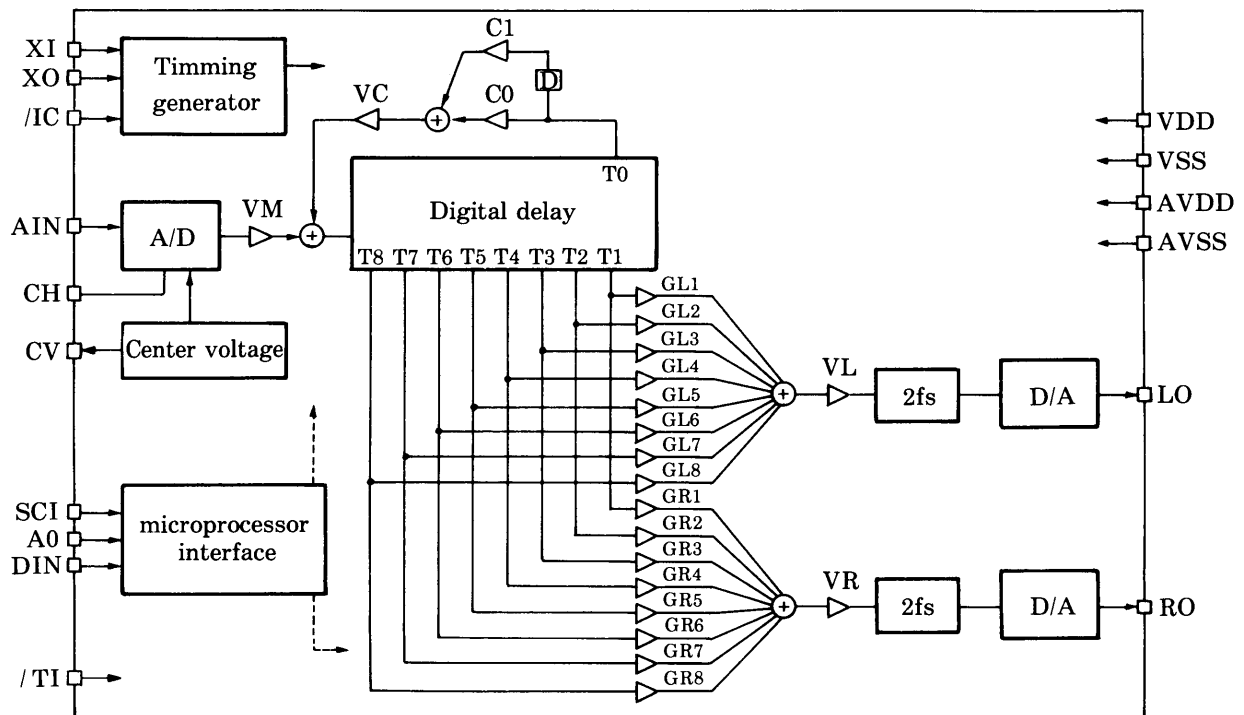 XI
XO
/IC
Timming
generator
C1
D
VC
C0
+
VDD
VSS
AVDD
AVSS
T0
Digital delay
T8 T7 T6 T5 T4 T3 T2 T1
AIN
A/D
VM
+
CH
CV
Center voltage
GL1
GL2
GL3
GL4
GL5
GL6
GL7
GL8
+
VL
2fs
D/A
LO
SCI
A0
DIN
microprocessor
interface
GR1
GR2
GR3
GR4
GR5
GR6
GR7
GR8
+
VR
2fs
D/A
RO
/TI